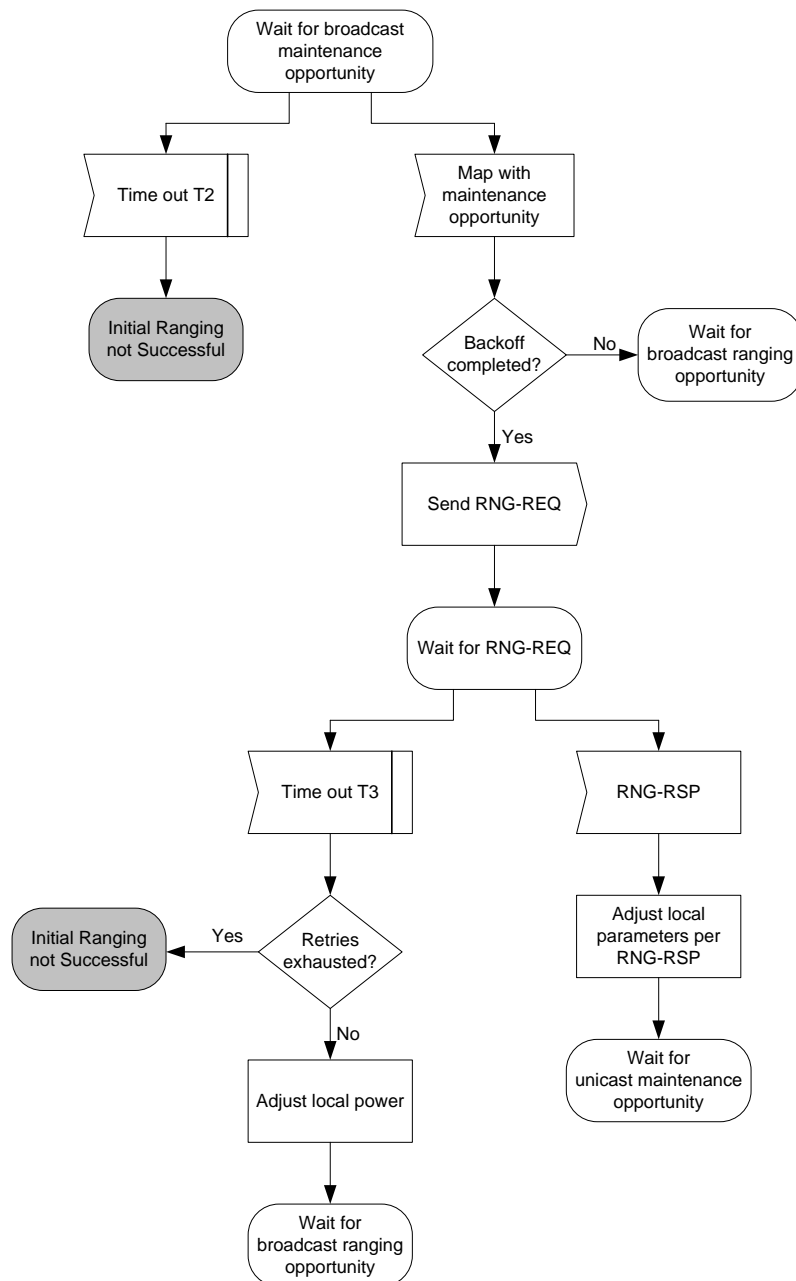 Wait for broadcast
maintenance
opportunity
Time out T2
Map with
maintenance
opportunity
Initial Ranging
not Successful
Backoff
completed?
No
Wait for
broadcast ranging
opportunity
Yes
Send RNG-REQ
Wait for RNG-REQ
Time out T3
RNG-RSP
Initial Ranging
not Successful
Yes
Retries
exhausted?
Adjust local
parameters per
RNG-RSP
No
Adjust local power
Wait for
unicast maintenance
opportunity
Wait for
broadcast ranging
opportunity